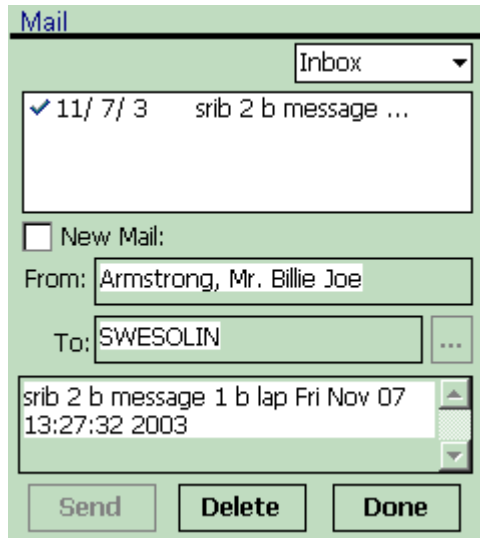 Mail
Inbox
11/ 7/ 3 srib 2 b message ...
New Mail:
From: Armstrong, Mr. Billie Joe
To: SWESOLIN ...
srib 2 b message 1 b lap Fri Nov 07
13:27:32 2003
Send Delete Done